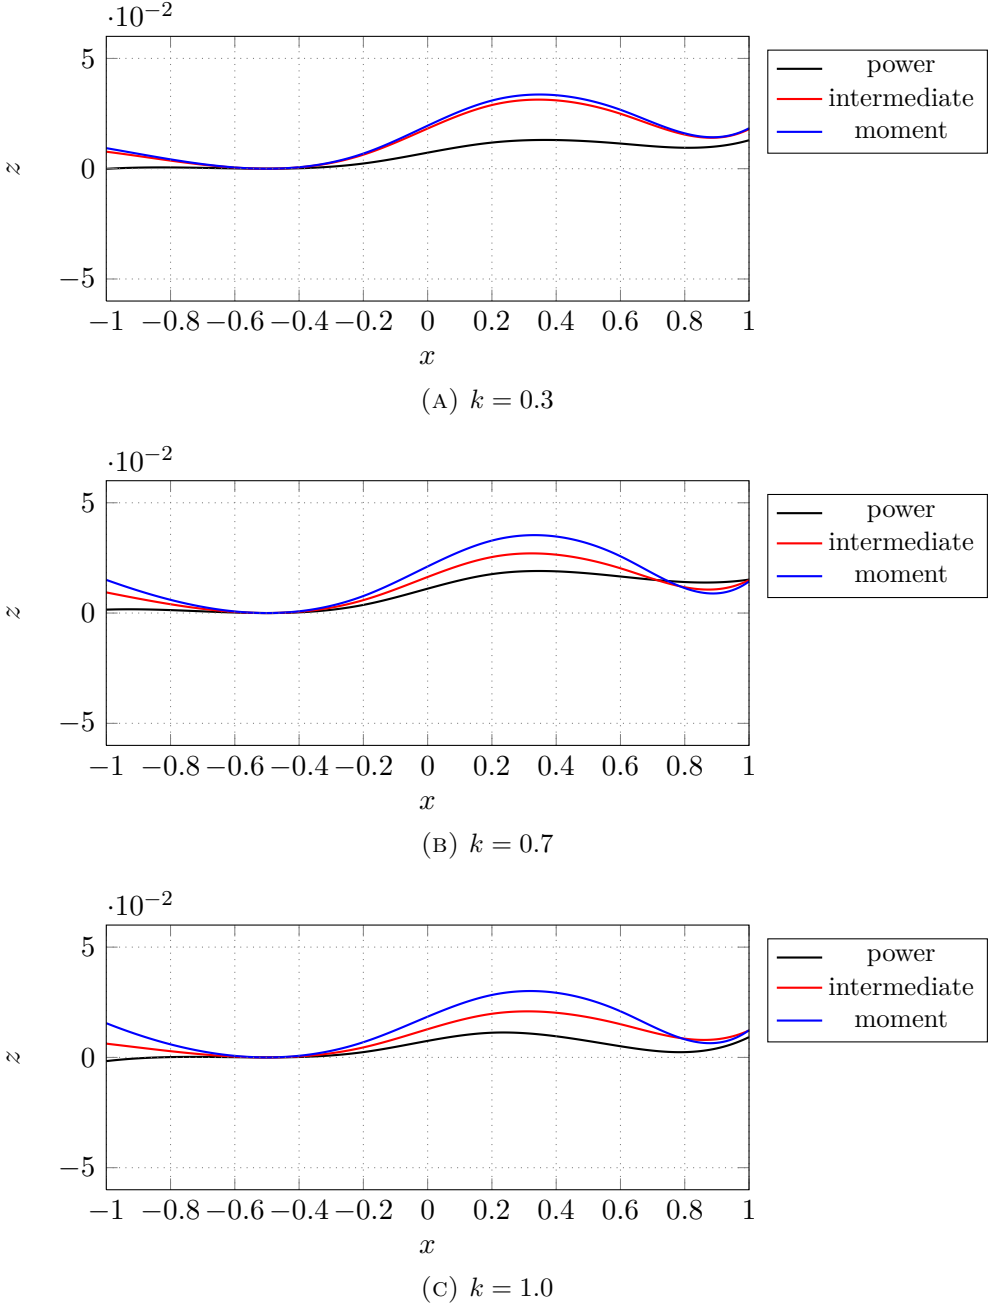 ·10−2
5
0
−5
z
−1 −0.8 −0.6 −0.4 −0.2 0 0.2 0.4 0.6 0.8 1
x
power
intermediate
moment
(A) k = 0.3
·10−2
5
0
−5
z
−1 −0.8 −0.6 −0.4 −0.2 0 0.2 0.4 0.6 0.8 1
x
power
intermediate
moment
(B) k = 0.7
·10−2
5
0
−5
z
−1 −0.8 −0.6 −0.4 −0.2 0 0.2 0.4 0.6 0.8 1
x
power
intermediate
moment
(C) k = 1.0